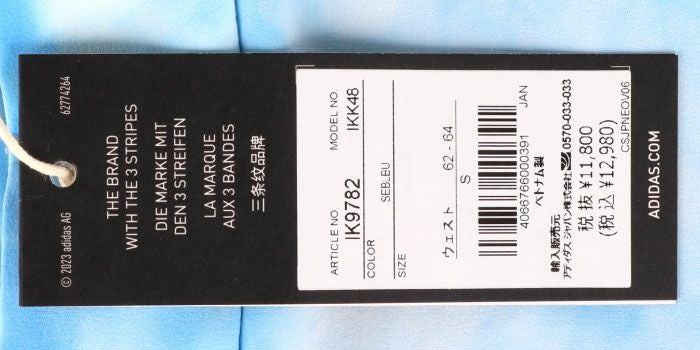 62774264
© 2023 adidas AG
THE BRAND
WITH THE 3 STRIPES
DIE MARKE MIT
DEN 3 STREIFEN
LA MARQUE
AUX 3 BANDES
三条纹品牌
ARTICLE NO. MODEL NO.
IK9782 IKK48
COLOR
SEBLBU
SIZE
ウェスト 62 - 64
S
JAN
4066766000391
ベトナム製
輸入販売元
アディダス ジャパン株式会社 0570-033-033
税 抜 ¥11,800
(税 込 ¥12,980)
CSJPNEOV06
ADIDAS.COM